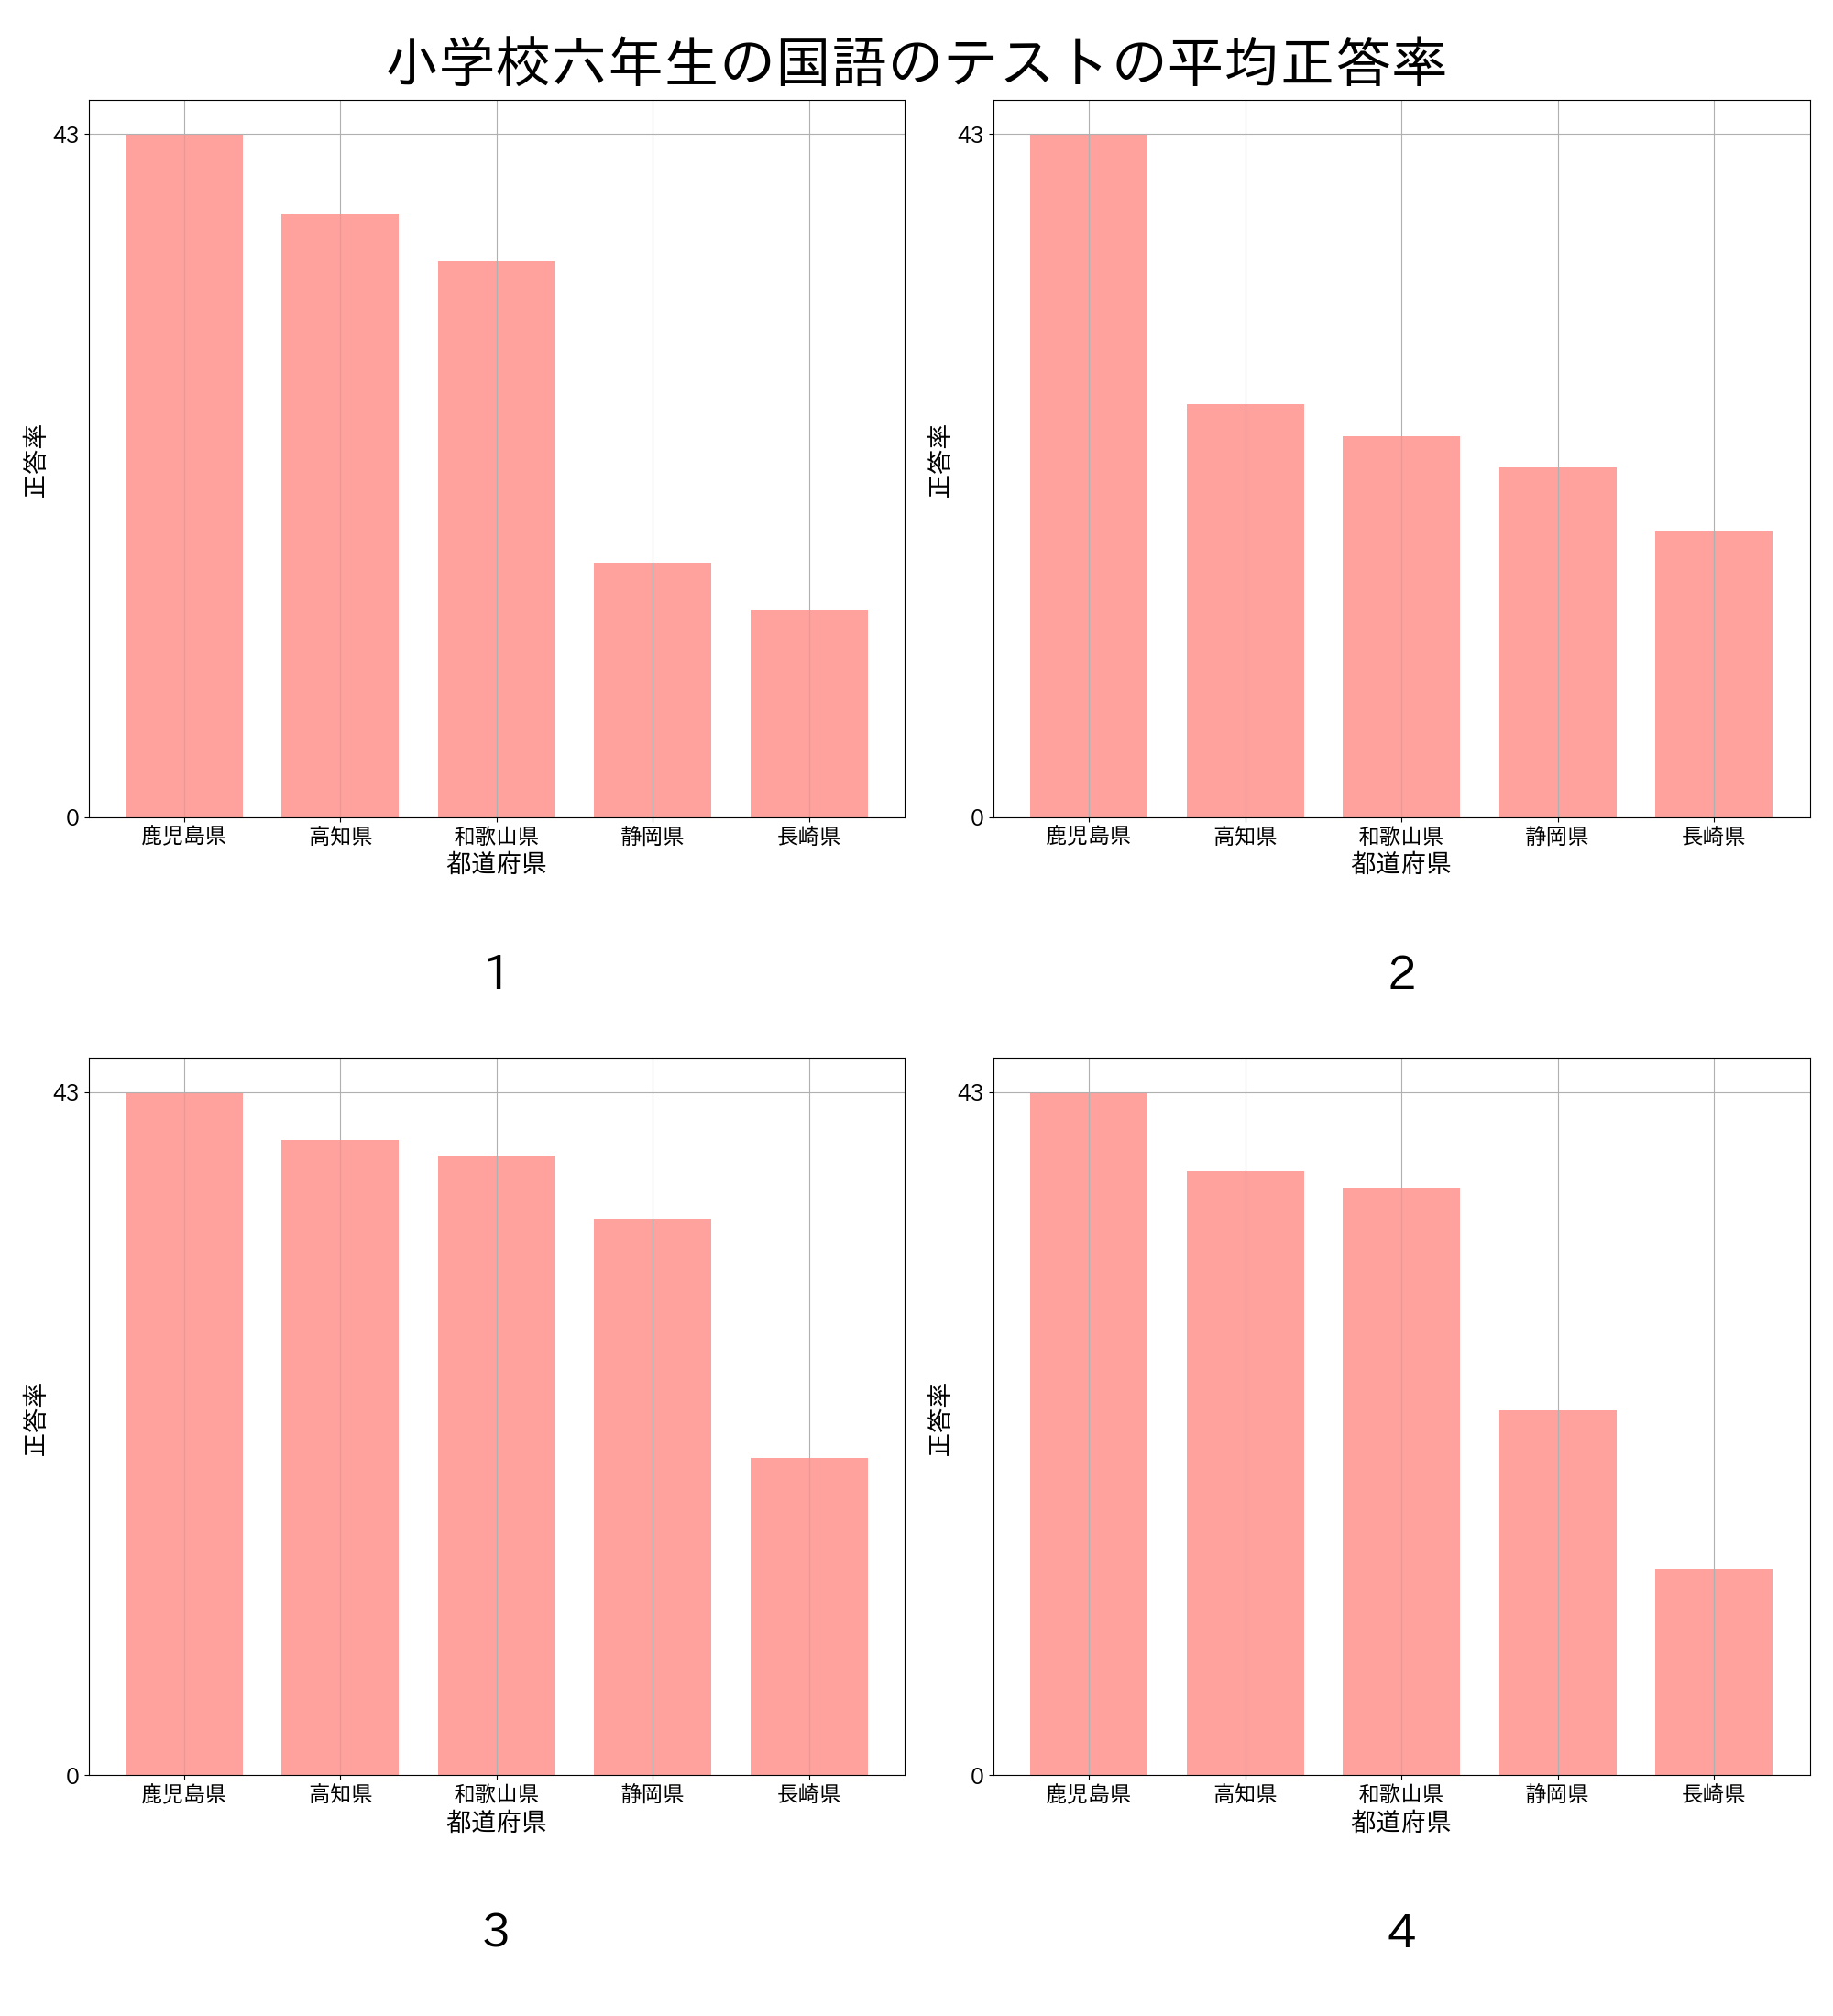 小学校六年生の国語のテストの平均正答率
43
0
正答率
鹿児島県 高知県 和歌山県 静岡県 長崎県
都道府県
1
43
0
正答率
鹿児島県 高知県 和歌山県 静岡県 長崎県
都道府県
2
43
0
正答率
鹿児島県 高知県 和歌山県 静岡県 長崎県
都道府県
3
43
0
正答率
鹿児島県 高知県 和歌山県 静岡県 長崎県
都道府県
4